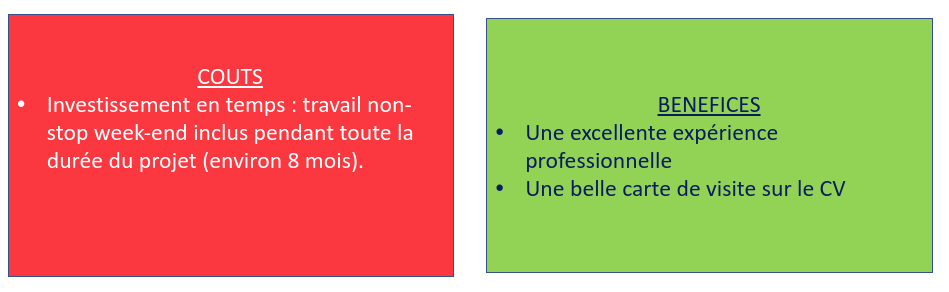 COUTS
• Investissement en temps : travail non-
stop week-end inclus pendant toute la
durée du projet (environ 8 mois).
BENEFICES
• Une excellente expérience
professionnelle
• Une belle carte de visite sur le CV